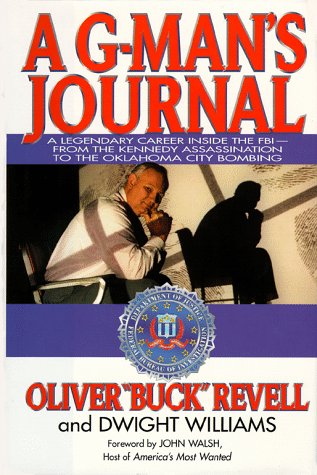 A G-MAN'S
JOURNAL
A LEGENDARY CAREER INSIDE THE FBI—
FROM THE KENNEDY ASSASSINATION
TO THE OKLAHOMA CITY BOMBING
DEPARTMENT OF JUSTICE
FEDERAL BUREAU OF INVESTIGATION
OLIVER "BUCK" REVELL
and DWIGHT WILLIAMS
Foreword by JOHN WALSH,
Host of America's Most Wanted